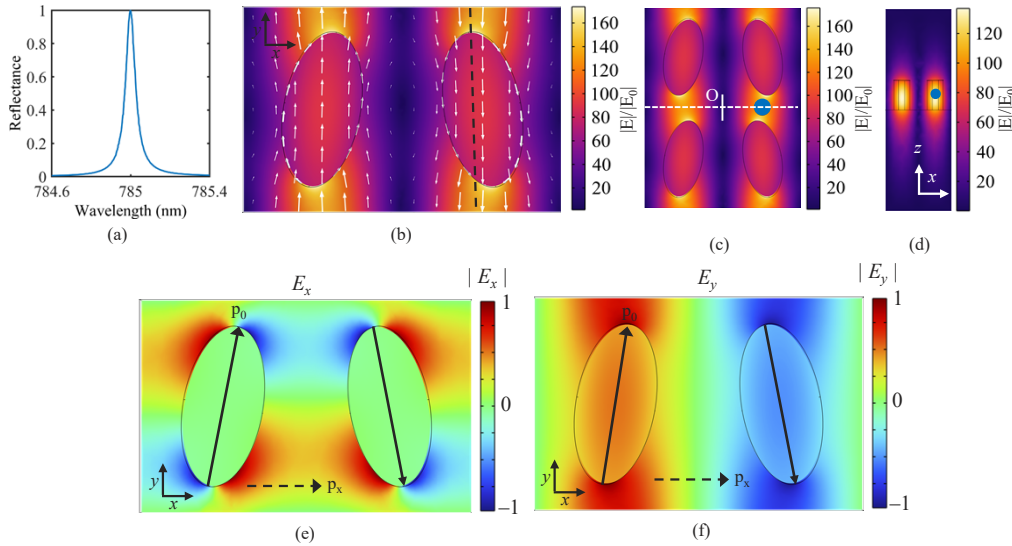 1
0.8
0.6
0.4
0.2
0
Reflectance
784.6 785 785.4
Wavelength (nm)
(a)
y
x
160
140
120
100
80
60
40
20
|E|/|E₀|
(b)
O
160
140
120
100
80
60
40
20
|E|/|E₀|
(c)
z
x
120
100
80
60
40
20
|E|/|E₀|
(d)
Eₓ
| Eₓ |
p₀
1
0
−1
y
x
pₓ
(e)
E_y
| E_y |
p₀
1
0
−1
y
x
pₓ
(f)